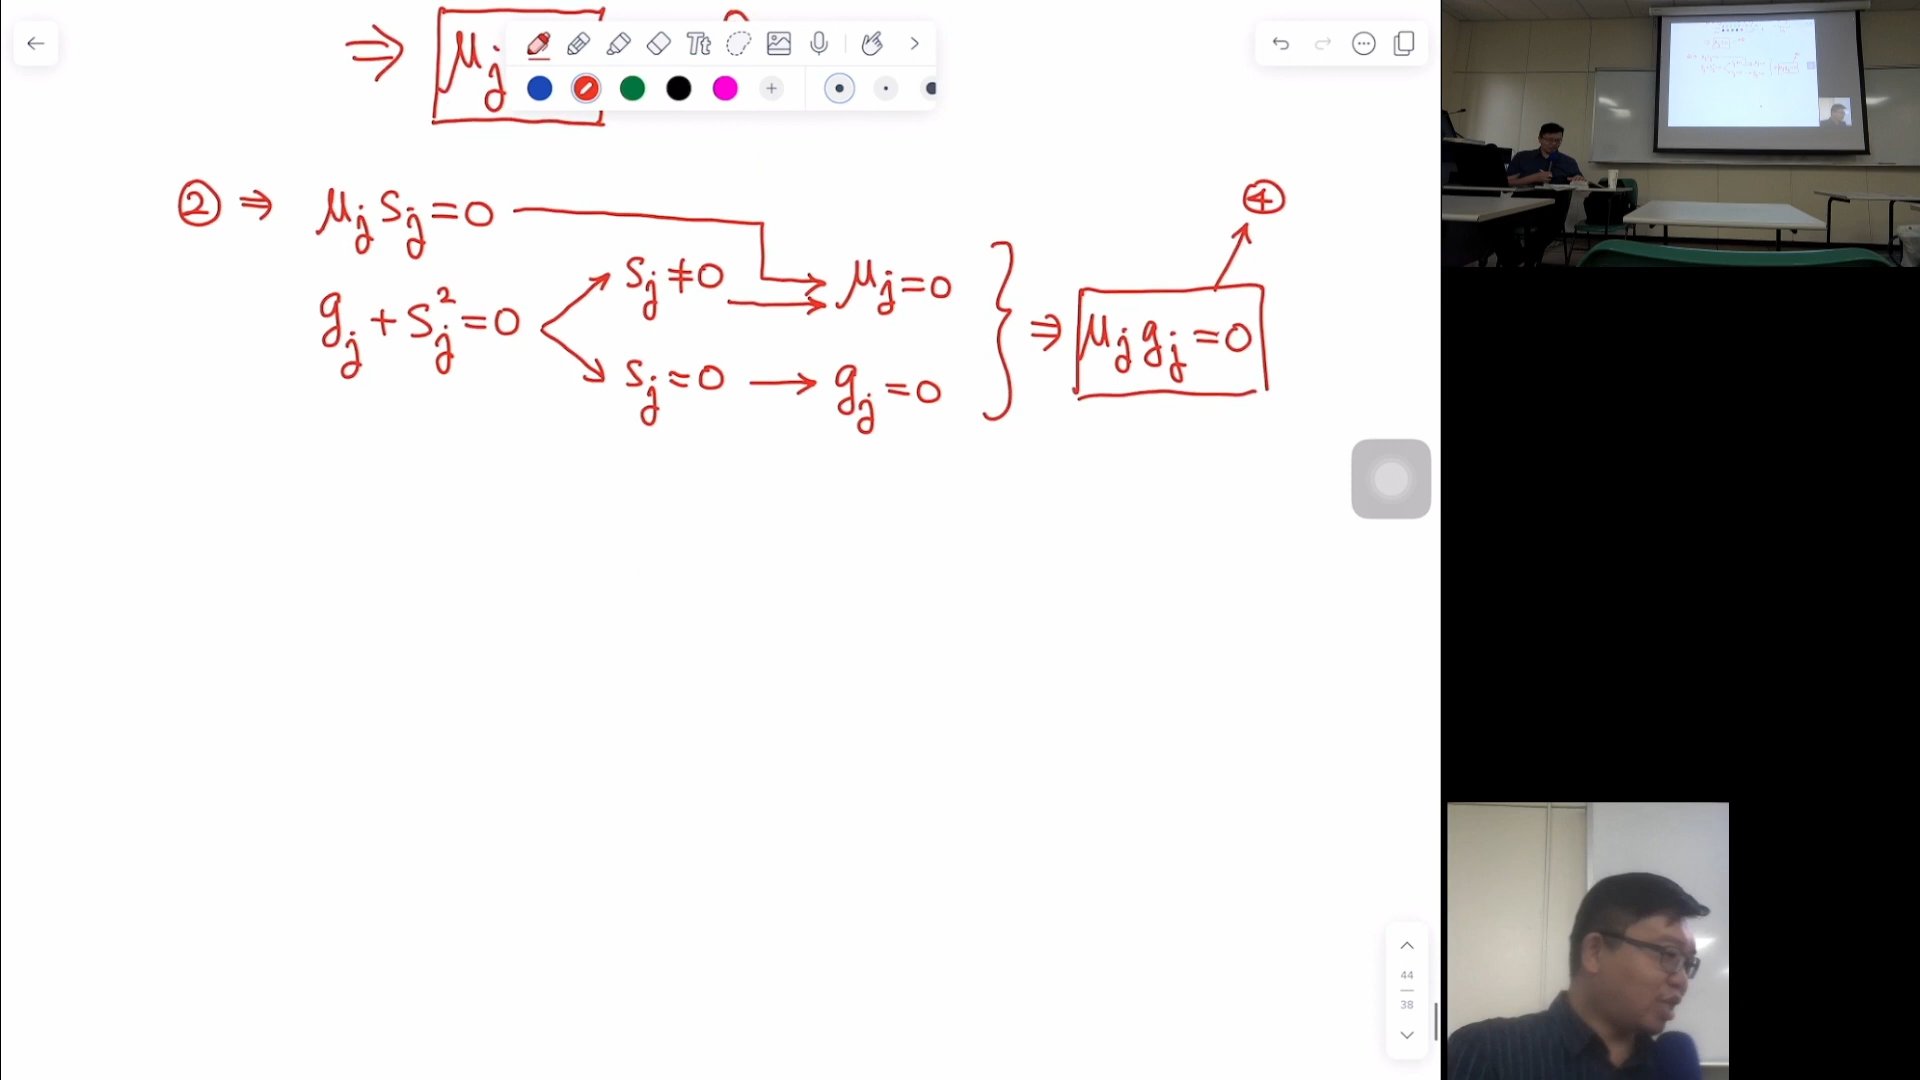 ⇒ μj
② ⇒ μj sj = 0
④
sj ≠ 0
μj = 0
gj + sj² = 0
⇒ μj gj = 0
sj = 0 → gj = 0
Tt
44
38